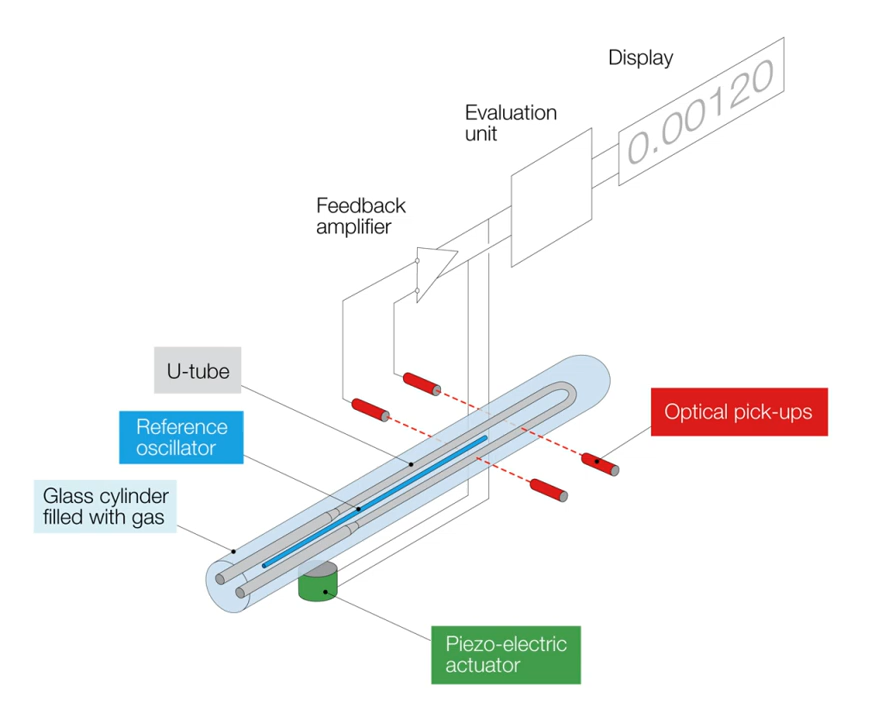 Display
0.00120
Evaluation
unit
Feedback
amplifier
U-tube
Reference
oscillator
Optical pick-ups
Glass cylinder
filled with gas
Piezo-electric
actuator